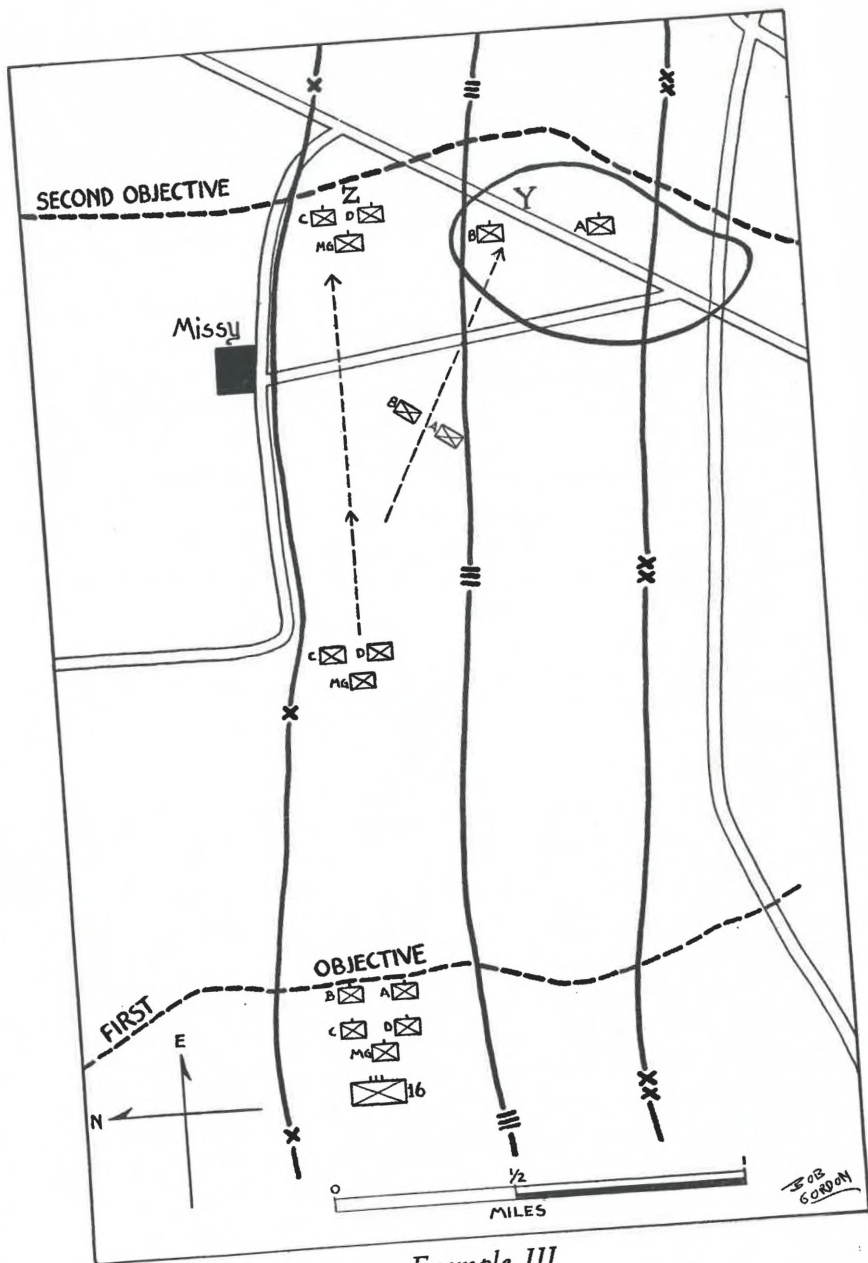 SECOND OBJECTIVE
Z
Y
C D
B
A
MG
Missy
B
A
C D
MG
OBJECTIVE
FIRST
B A
C D
MG
16
E
N
0 1/2 1
MILES
BOB
GORDON
Example III